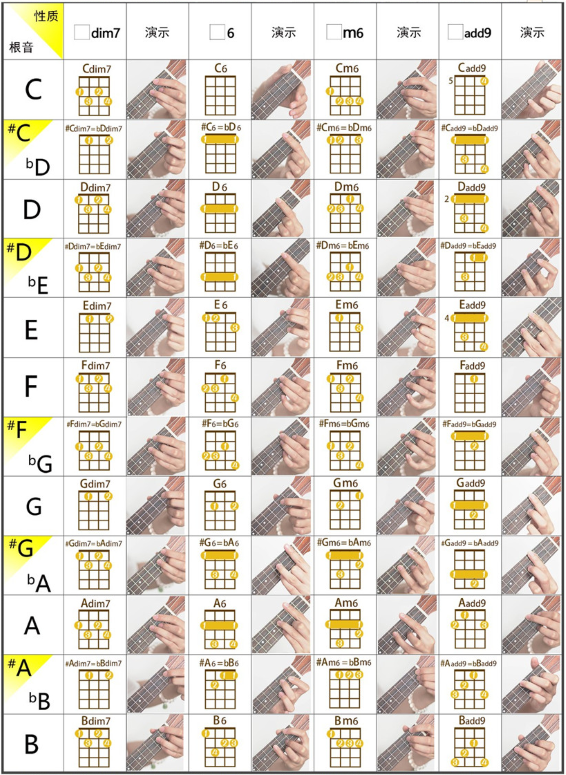 性质
根音
dim7 演示 6 演示 m6 演示 add9 演示
C
Cdim7 C6 Cm6 Cadd9
5
#C
bD
#Cdim7=bDdim7 #C6=bD6 #Cm6=bDm6 #Cadd9=bDadd9
D
Ddim7 D6 Dm6 Dadd9
2
#D
bE
#Ddim7=bEdim7 #D6=bE6 #Dm6=bEm6 #Dadd9=bEadd9
E
Edim7 E6 Em6 Eadd9
4
F
Fdim7 F6 Fm6 Fadd9
#F
bG
#Fdim7=bGdim7 #F6=bG6 #Fm6=bGm6 #Fadd9=bGadd9
G
Gdim7 G6 Gm6 Gadd9
#G
bA
#Gdim7=bAdim7 #G6=bA6 #Gm6=bAm6 #Gadd9=bAadd9
A
Adim7 A6 Am6 Aadd9
#A
bB
#Adim7=bBdim7 #A6=bB6 #Am6=bBm6 #Aadd9=bBadd9
B
Bdim7 B6 Bm6 Badd9